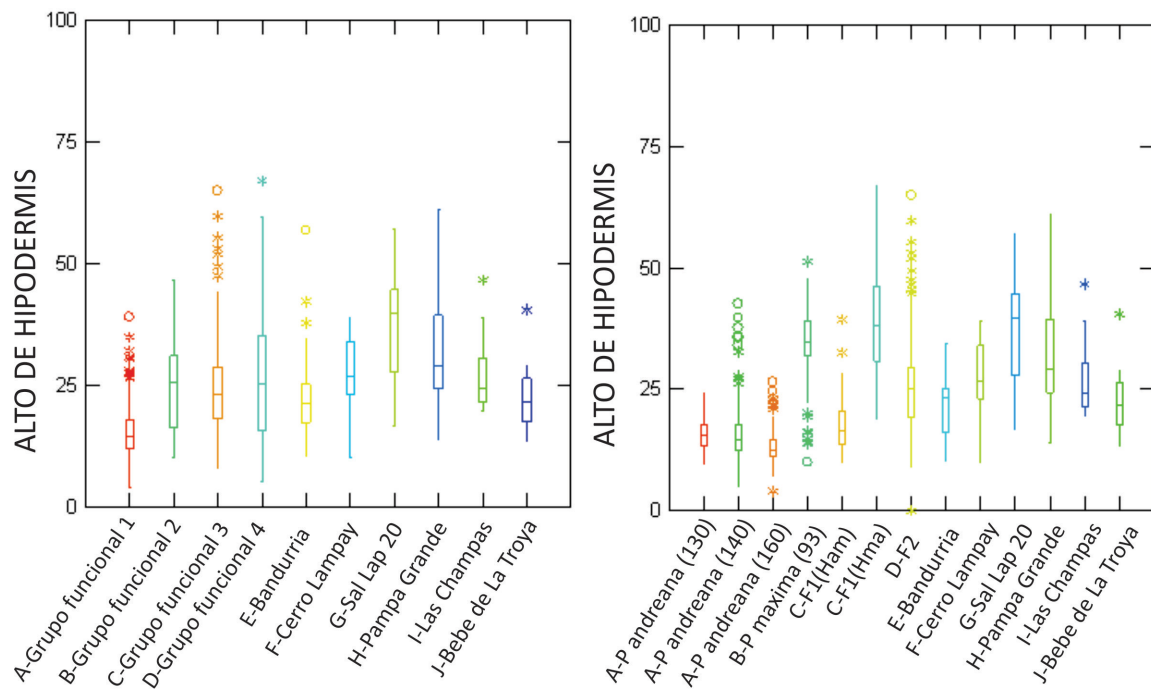 ALTO DE HIPODERMIS
100
75
50
25
0
A-Grupo funcional 1
B-Grupo funcional 2
C-Grupo funcional 3
D-Grupo funcional 4
E-Bandurria
F-Cerro Lampay
G-Sal Lap 20
H-Pampa Grande
I-Las Champas
J-Bebe de La Troya
ALTO DE HIPODERMIS
100
75
50
25
0
A-P andreana (130)
A-P andreana (140)
A-P andreana (160)
B-P maxima (93)
C-F1(Ham)
C-F1(Hma)
D-F2
E-Bandurria
F-Cerro Lampay
G-Sal Lap 20
H-Pampa Grande
I-Las Champas
J-Bebe de La Troya